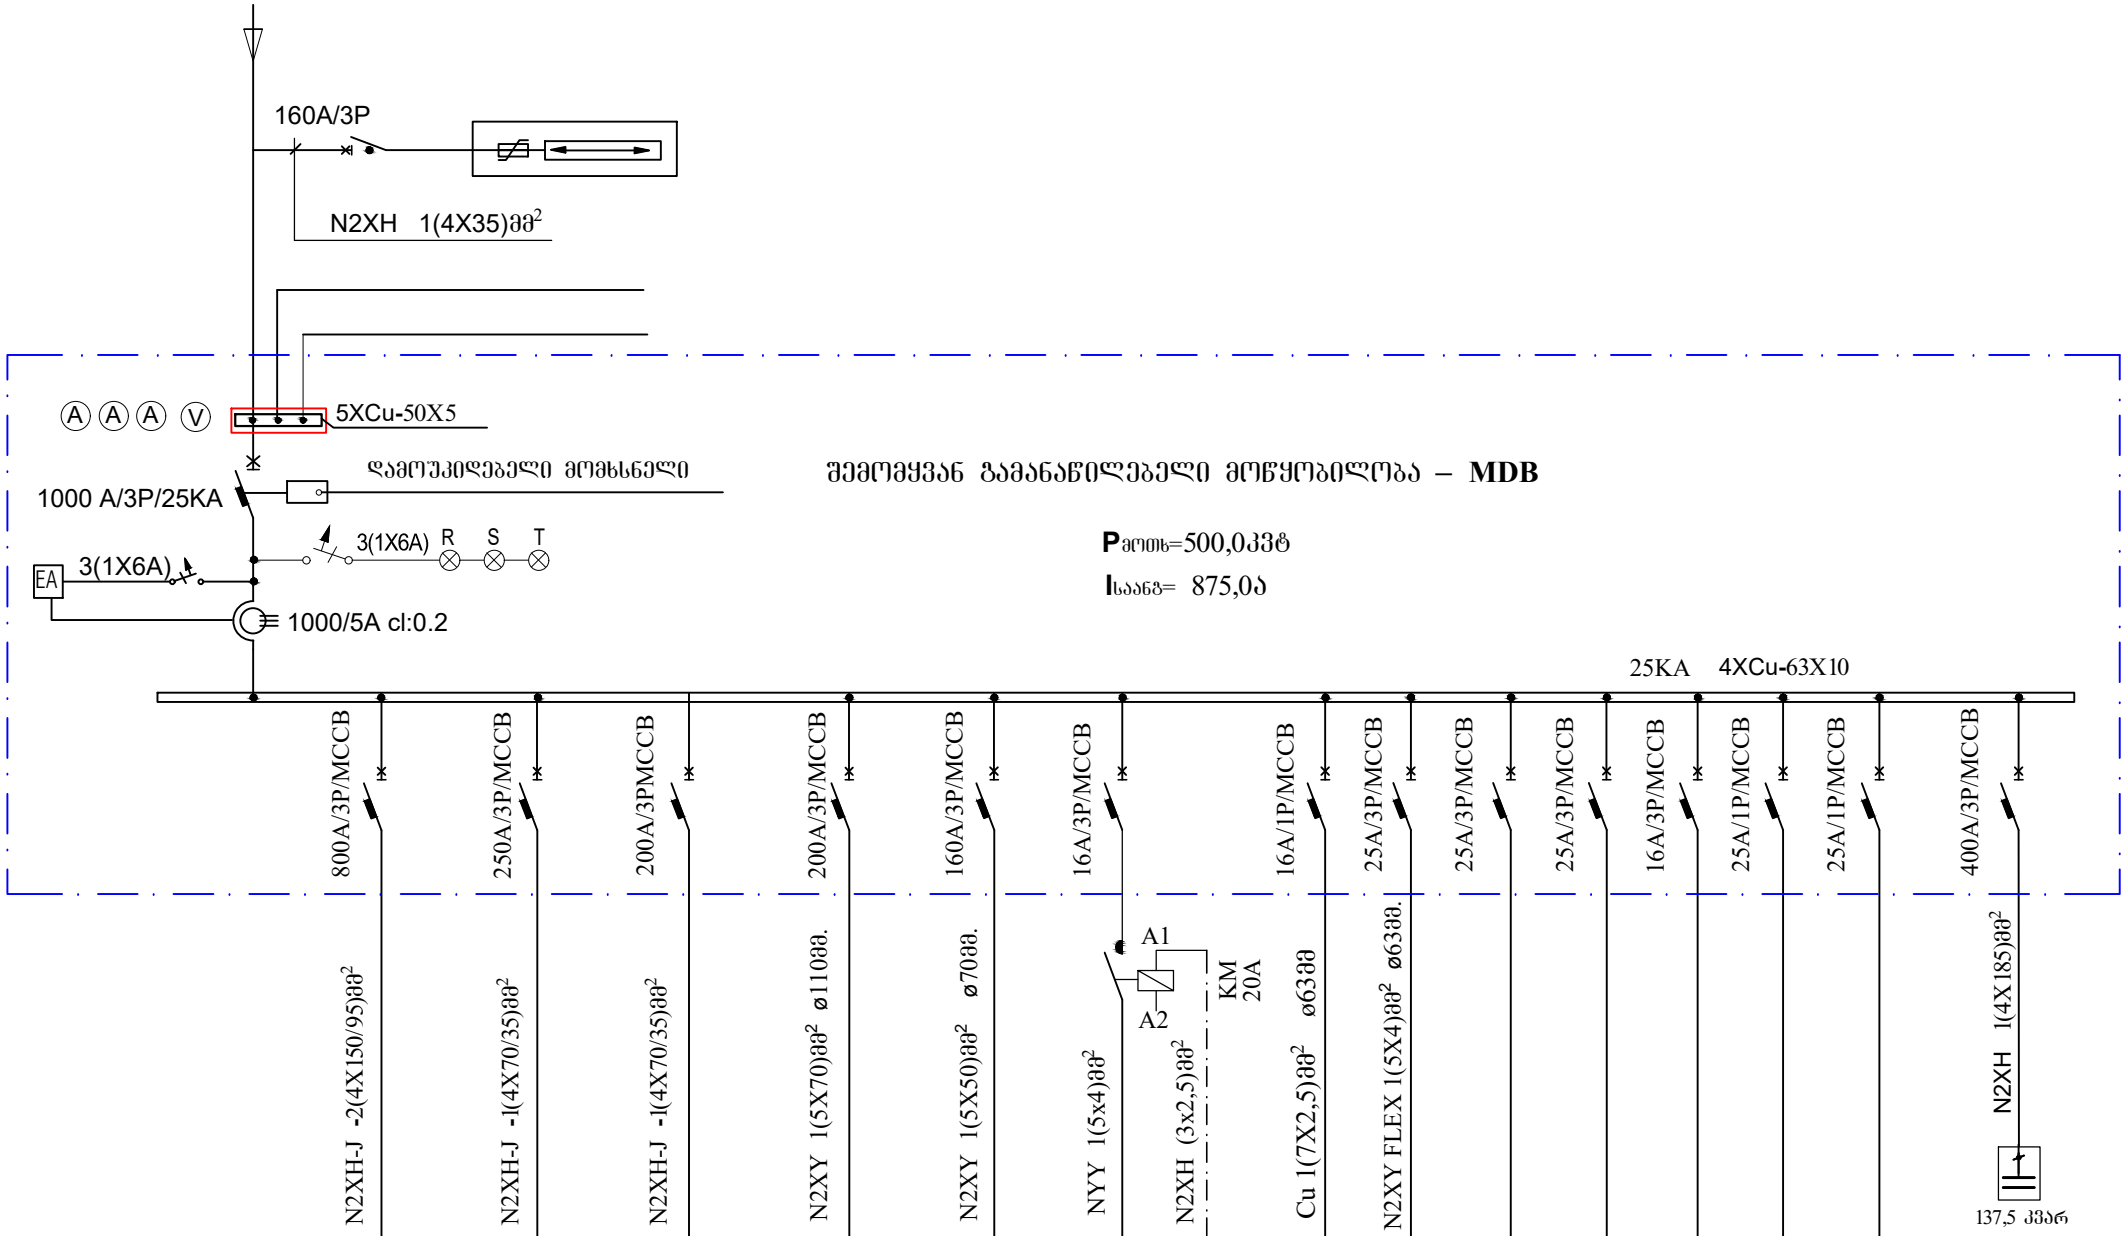 160A/3P
N2XH 1(4X35)მმ²
A A A V
5XCu-50X5
დამოუკიდებელი მომხსნელი
შემომყვან გამანაწილებელი მოწყობილობა – MDB
1000 A/3P/25KA
3(1X6A) R S T
Pმოთხ=500,0კვტ
Iსაანგ= 875,0ა
EA 3(1X6A)
1000/5A cl:0.2
25KA 4XCu-63X10
800A/3P/MCCB
250A/3P/MCCB
200A/3PMCCB
200A/3P/MCCB
160A/3P/MCCB
16A/3P/MCCB
16A/1P/MCCB
25A/3P/MCCB
25A/3P/MCCB
25A/3P/MCCB
16A/3P/MCCB
25A/1P/MCCB
25A/1P/MCCB
400A/3P/MCCB
N2XH-J -2(4X150/95)მმ²
N2XH-J -1(4X70/35)მმ²
N2XH-J -1(4X70/35)მმ²
N2XY 1(5X70)მმ² ø110მმ.
N2XY 1(5X50)მმ² ø70მმ.
NYY 1(5x4)მმ²
A1
A2
KM
20A
N2XH (3x2,5)მმ²
Cu 1(7X2,5)მმ² ø63მმ
N2XY FLEX 1(5X4)მმ² ø63მმ.
N2XH 1(4X185)მმ²
137,5 კვარ